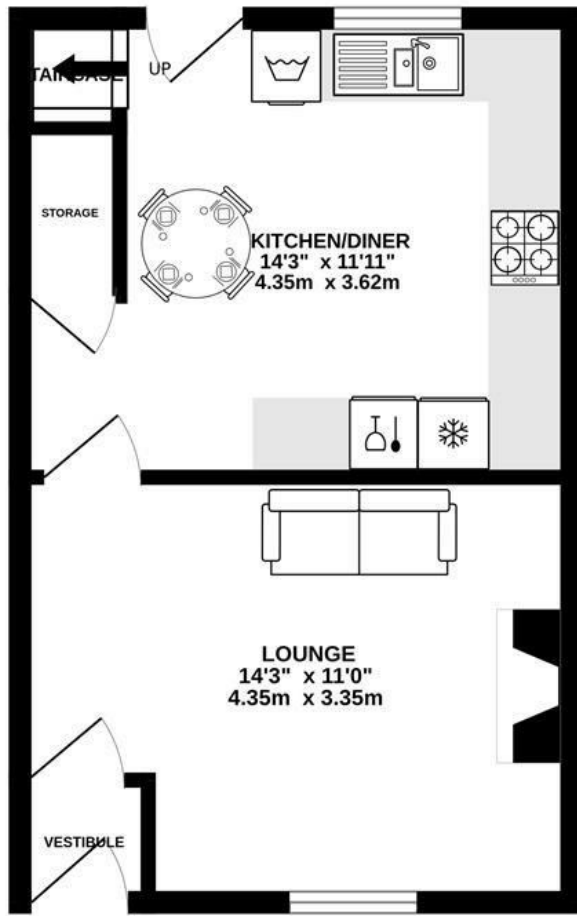 TAIRCASE
UP
STORAGE
KITCHEN/DINER
14'3" x 11'11"
4.35m x 3.62m
LOUNGE
14'3" x 11'0"
4.35m x 3.35m
VESTIBULE